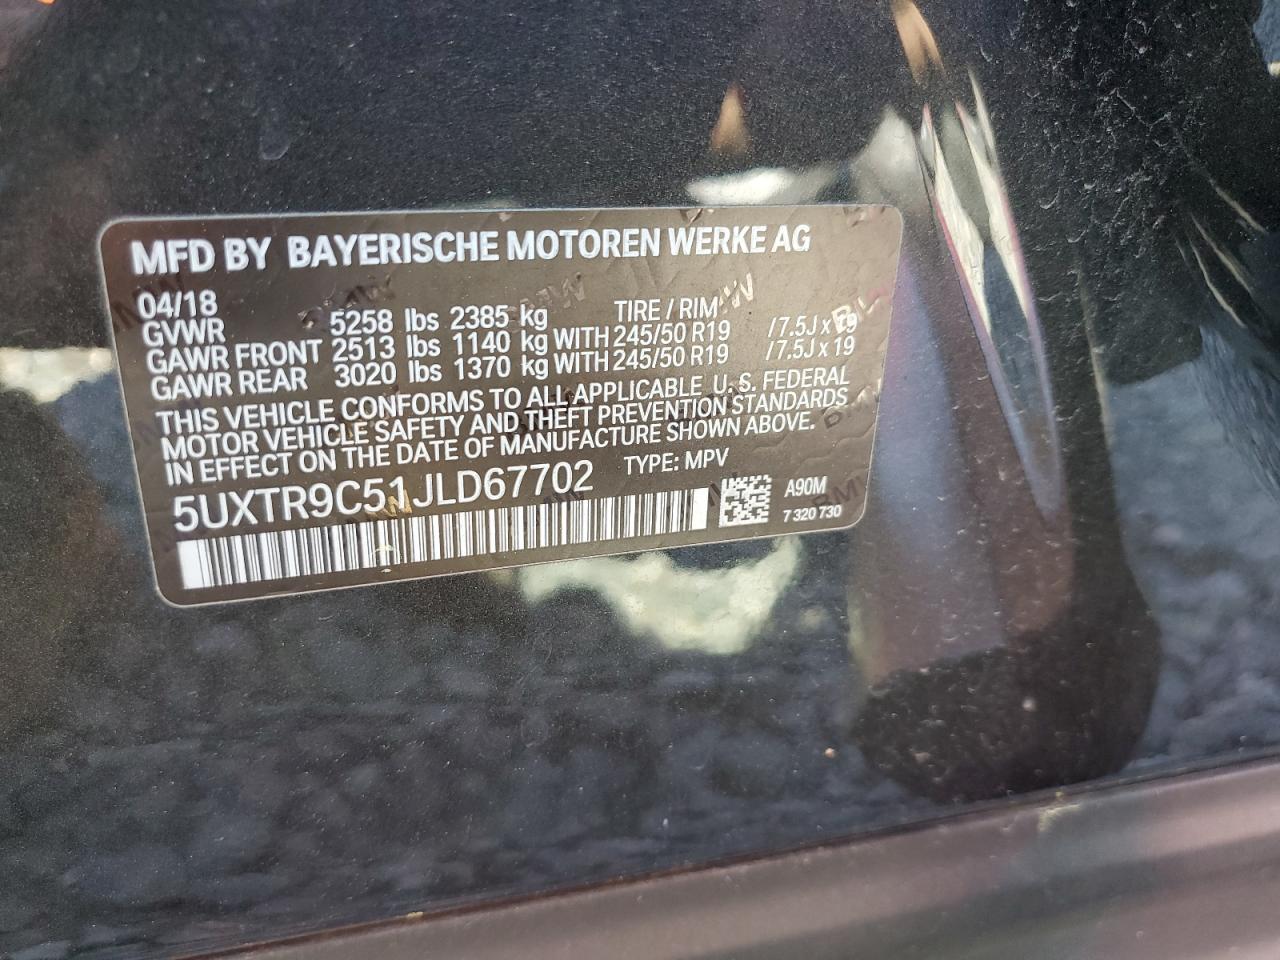 MFD BY BAYERISCHE MOTOREN WERKE AG
04/18 TIRE / RIM
GVWR 5258 lbs 2385 kg
GAWR FRONT 2513 lbs 1140 kg WITH 245/50 R19 / 7.5J x 19
GAWR REAR 3020 lbs 1370 kg WITH 245/50 R19 / 7.5J x 19
THIS VEHICLE CONFORMS TO ALL APPLICABLE U.S. FEDERAL
MOTOR VEHICLE SAFETY AND THEFT PREVENTION STANDARDS
IN EFFECT ON THE DATE OF MANUFACTURE SHOWN ABOVE.
5UXTR9C51JLD67702 TYPE: MPV
A90M
7 320 730